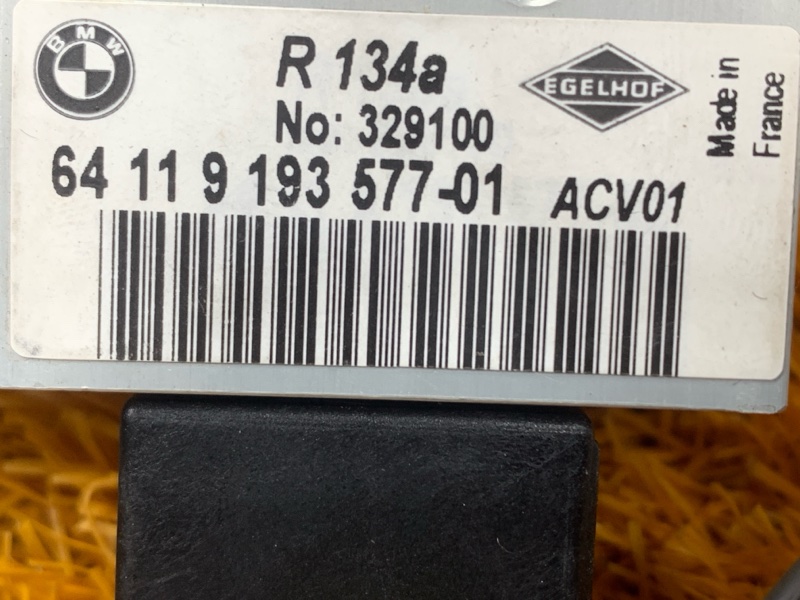 BMW
R 134a
EGELHOF
No: 329100
64 11 9 193 577-01 ACV01
Made in
France